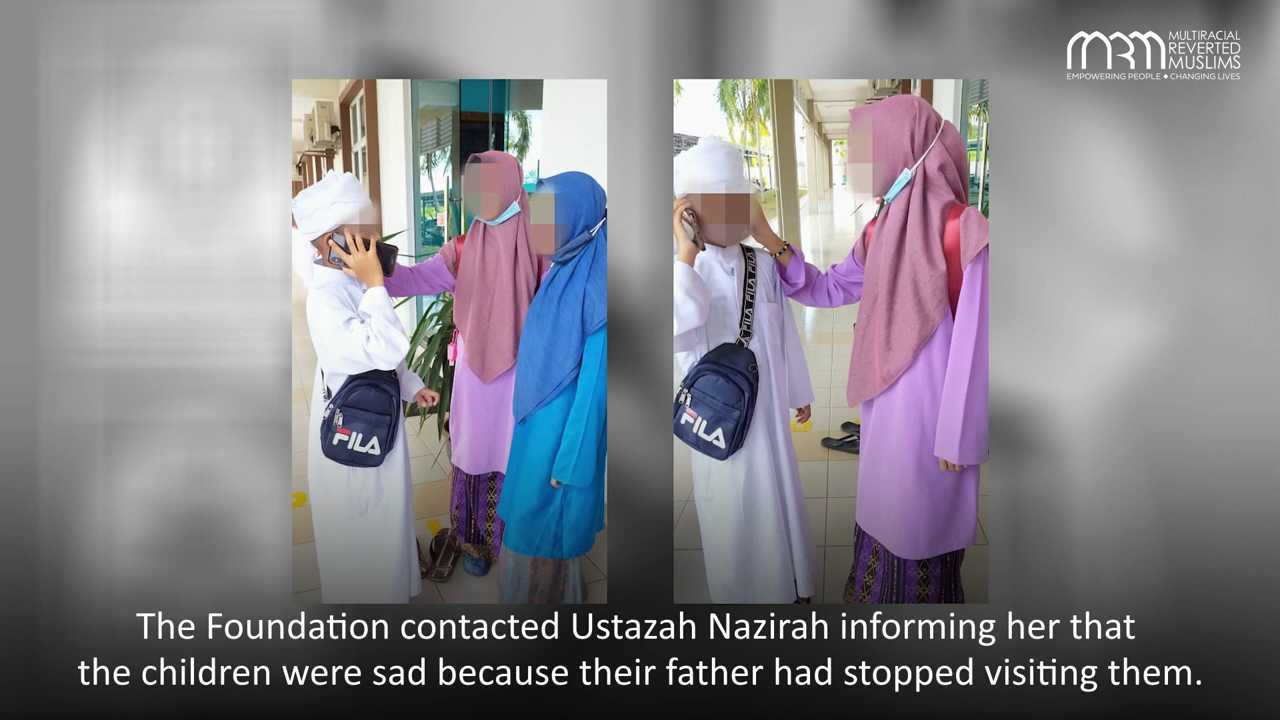 MRM
MULTIRACIAL
REVERTED
MUSLIMS
EMPOWERING PEOPLE ◆ CHANGING LIVES
FILA FILA FILA
FILA
FILA
The Foundation contacted Ustazah Nazirah informing her that
the children were sad because their father had stopped visiting them.